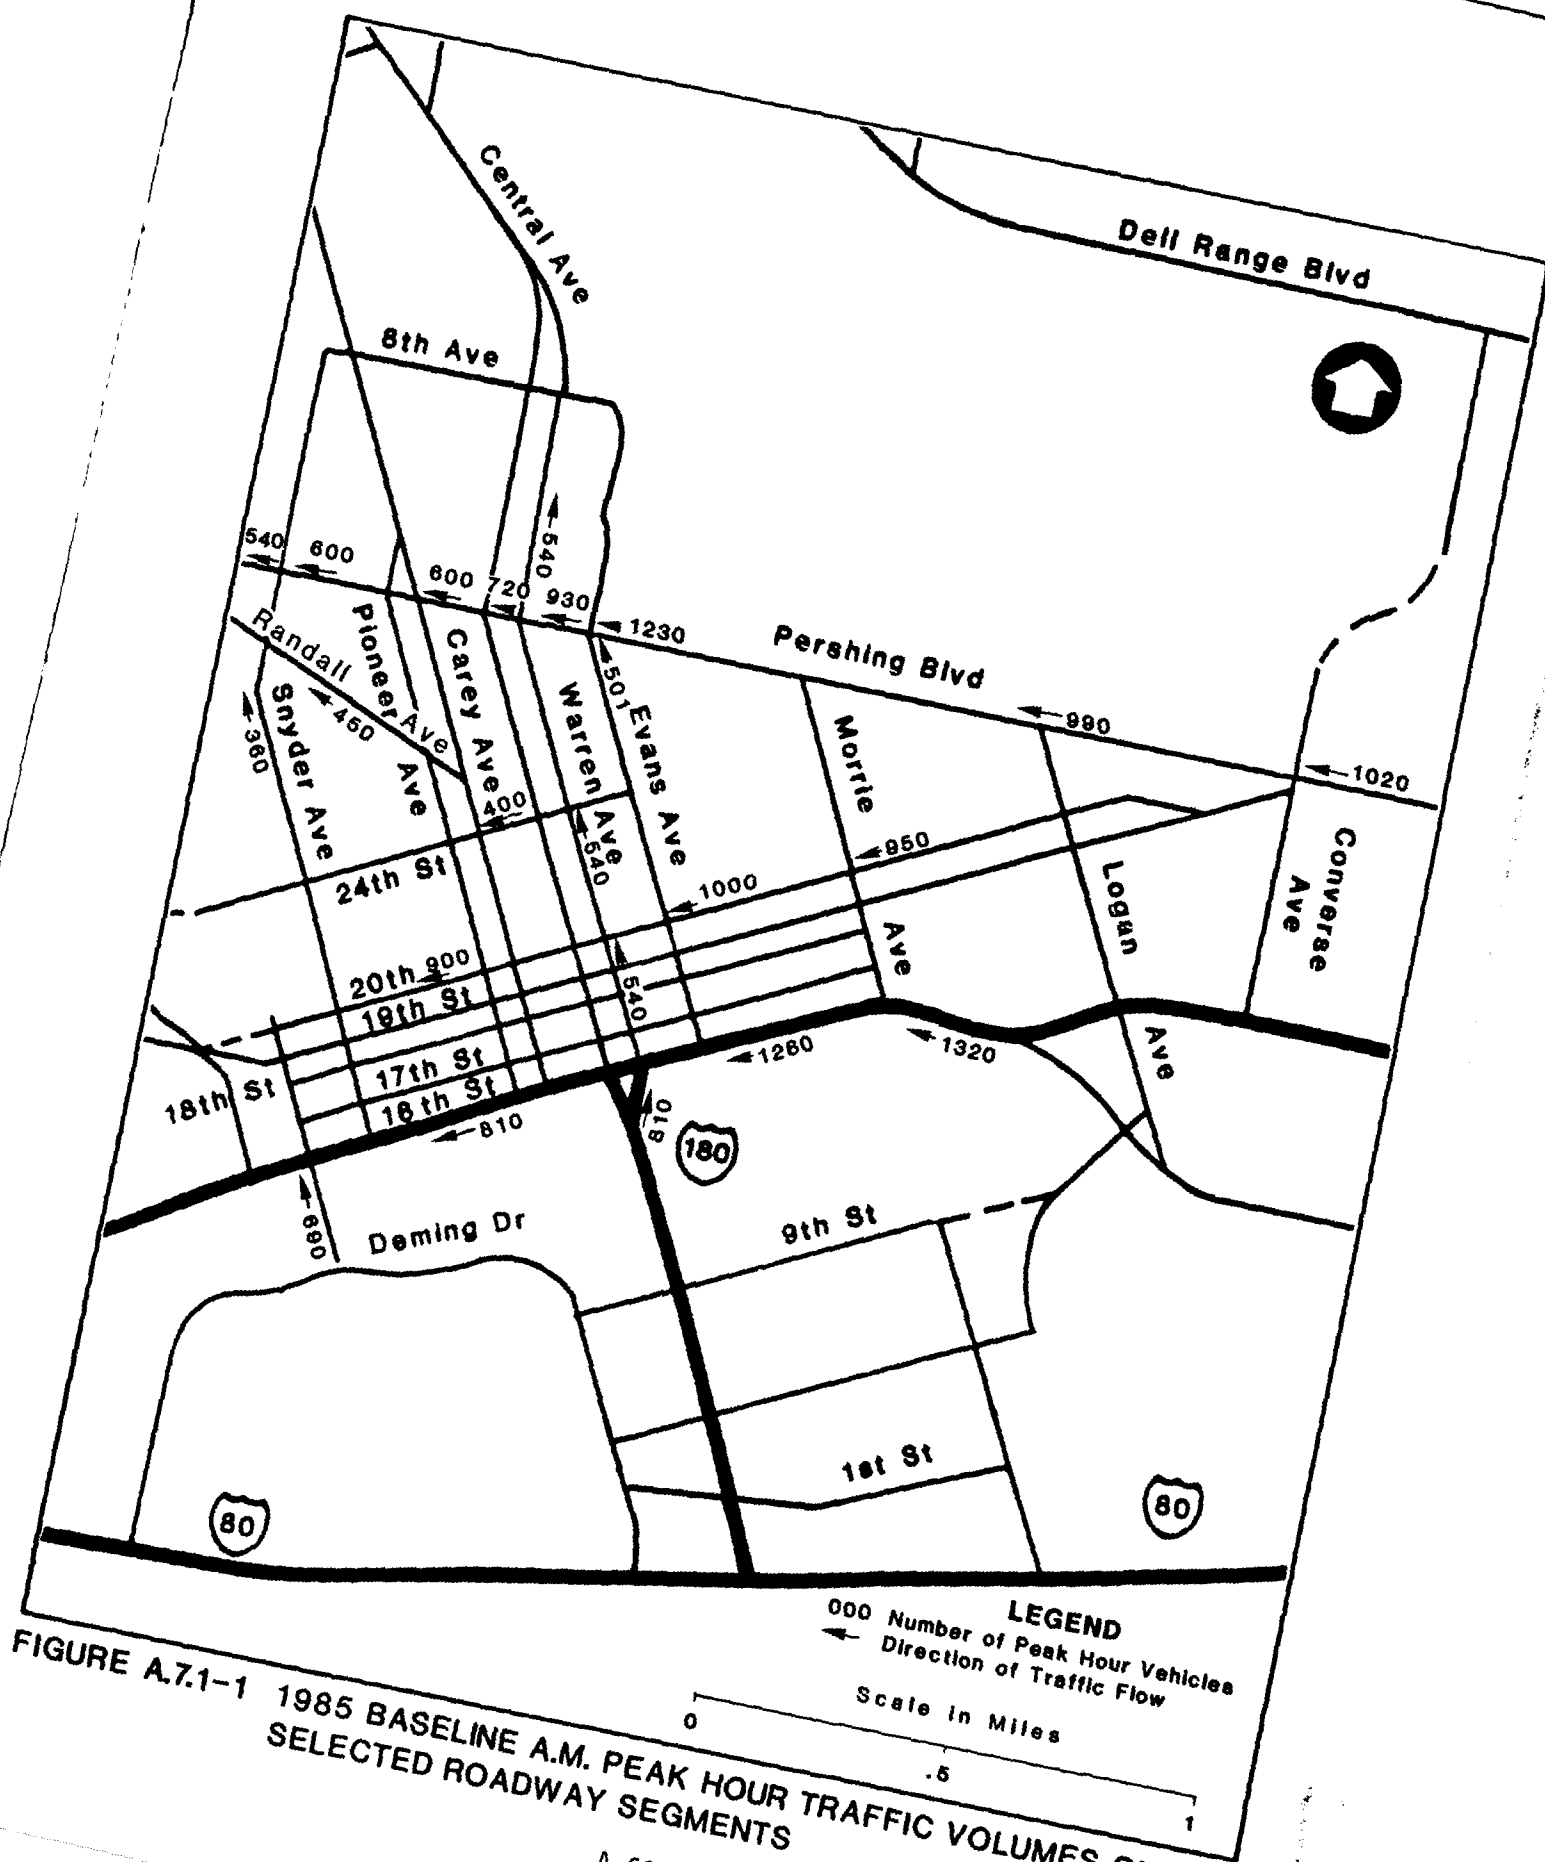 Central Ave
Dell Range Blvd
8th Ave
540
600
600
720
540
930
1230
Pershing Blvd
990
1020
Randall Ave
450
360
Snyder Ave
Pioneer Ave
Carey Ave
Warren Ave
501
Evans Ave
Morrie Ave
Logan Ave
Converse Ave
400
540
24th St
950
1000
20th
900
19th St
540
18th St
17th St
16th St
1260
1320
810
810
180
690
Deming Dr
9th St
1st St
80
80
LEGEND
000 Number of Peak Hour Vehicles
Direction of Traffic Flow
Scale in Miles
0 .5 1
FIGURE A.7.1-1 1985 BASELINE A.M. PEAK HOUR TRAFFIC VOLUMES
SELECTED ROADWAY SEGMENTS